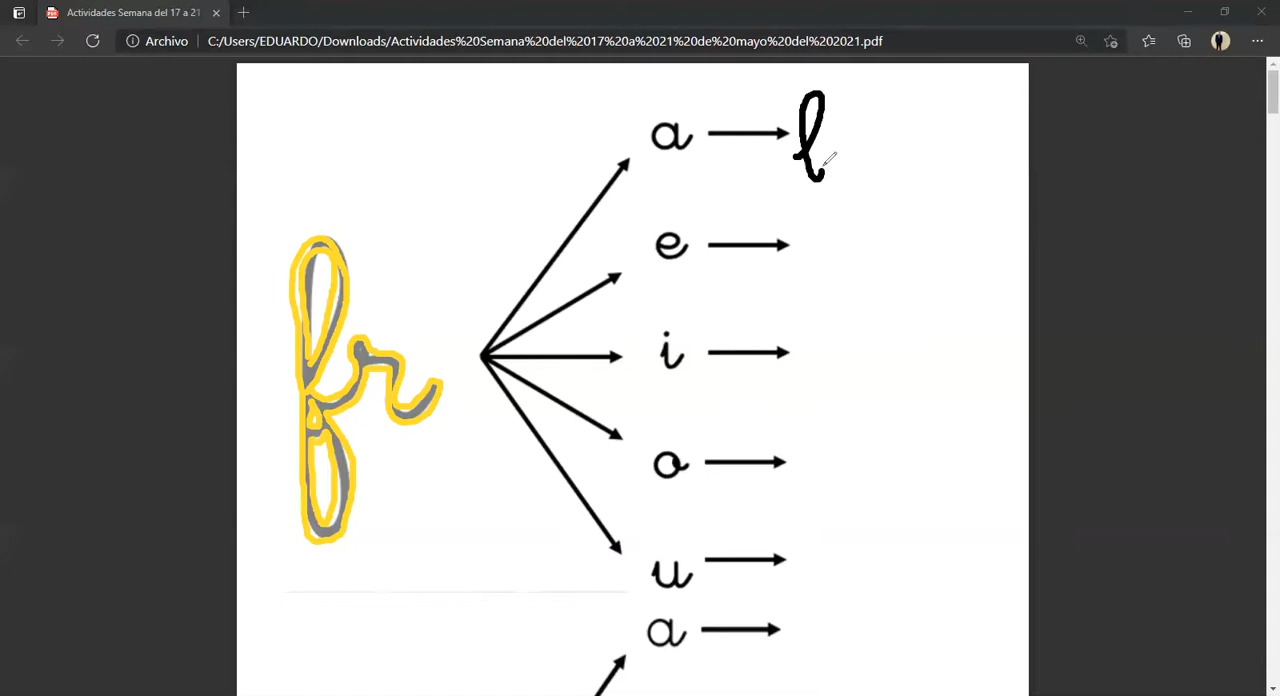 Actividades Semana del 17 a 21
Archivo C:/Users/EDUARDO/Downloads/Actividades%20Semana%20del%2017%20a%2021%20de%20mayo%20del%202021.pdf
fr
a
e
i
o
u
a